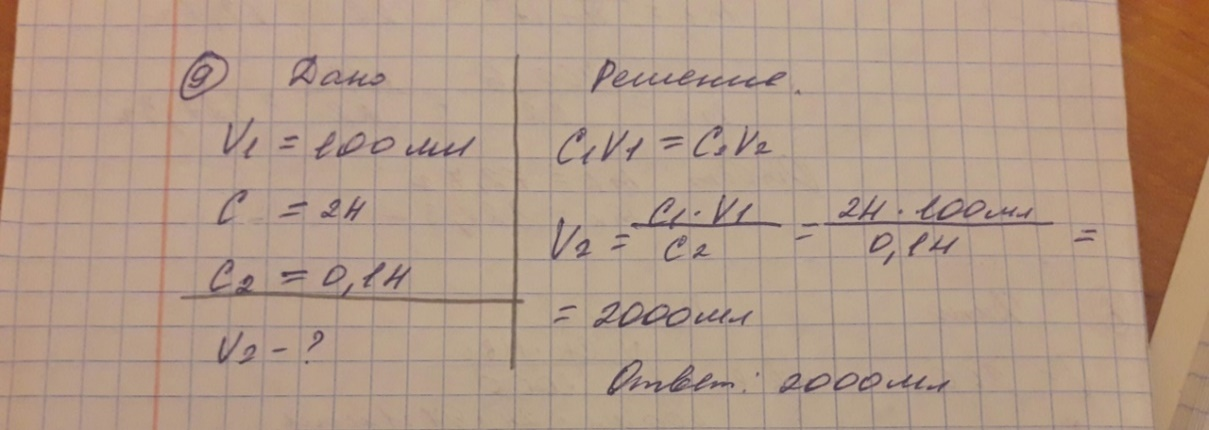 9 Дано
V1 = 100 мл
C = 2н
C2 = 0,1н
V2 - ?
Решение.
C1V1 = C2V2
V2 = C1·V1 / C2 = 2н·100мл / 0,1н =
= 2000мл
Ответ: 2000мл